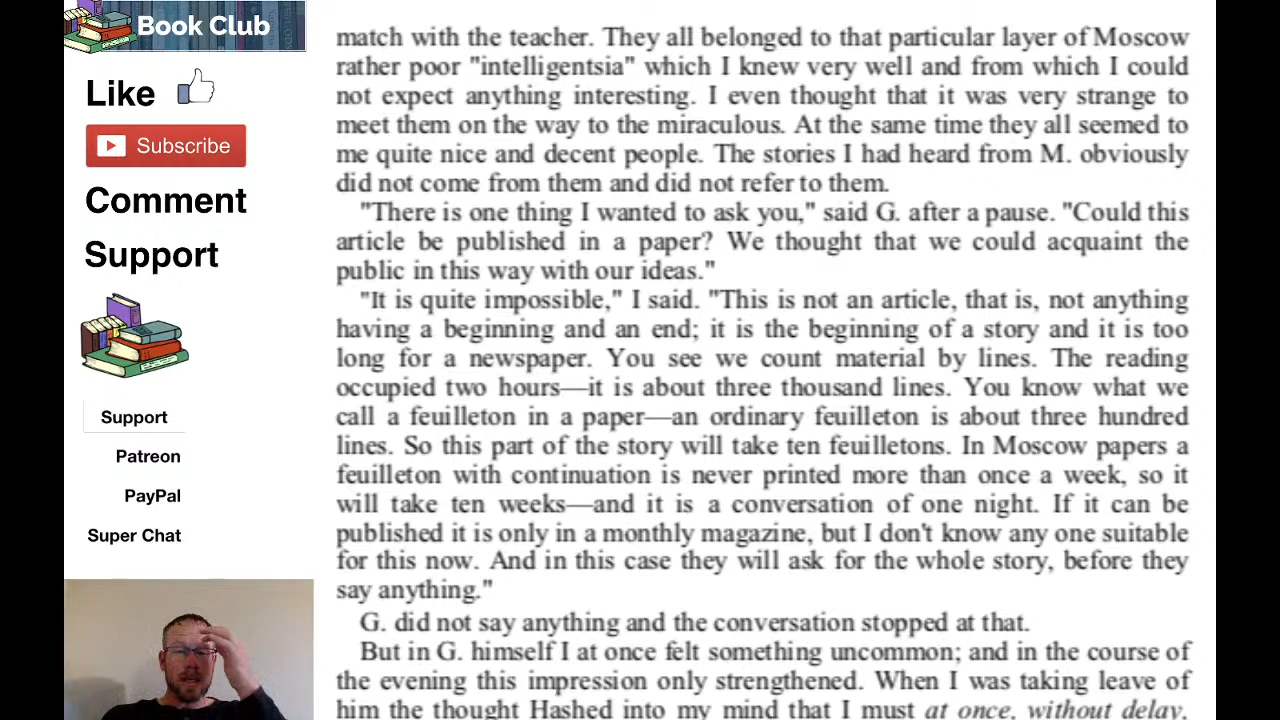 Book Club
Like
Subscribe
Comment
Support
Support
Patreon
PayPal
Super Chat
match with the teacher. They all belonged to that particular layer of Moscow
rather poor "intelligentsia" which I knew very well and from which I could
not expect anything interesting. I even thought that it was very strange to
meet them on the way to the miraculous. At the same time they all seemed to
me quite nice and decent people. The stories I had heard from M. obviously
did not come from them and did not refer to them.
"There is one thing I wanted to ask you," said G. after a pause. "Could this
article be published in a paper? We thought that we could acquaint the
public in this way with our ideas."
"It is quite impossible," I said. "This is not an article, that is, not anything
having a beginning and an end; it is the beginning of a story and it is too
long for a newspaper. You see we count material by lines. The reading
occupied two hours—it is about three thousand lines. You know what we
call a feuilleton in a paper—an ordinary feuilleton is about three hundred
lines. So this part of the story will take ten feuilletons. In Moscow papers a
feuilleton with continuation is never printed more than once a week, so it
will take ten weeks—and it is a conversation of one night. If it can be
published it is only in a monthly magazine, but I don't know any one suitable
for this now. And in this case they will ask for the whole story, before they
say anything."
G. did not say anything and the conversation stopped at that.
But in G. himself I at once felt something uncommon; and in the course of
the evening this impression only strengthened. When I was taking leave of
him the thought Hashed into my mind that I must at once, without delay,